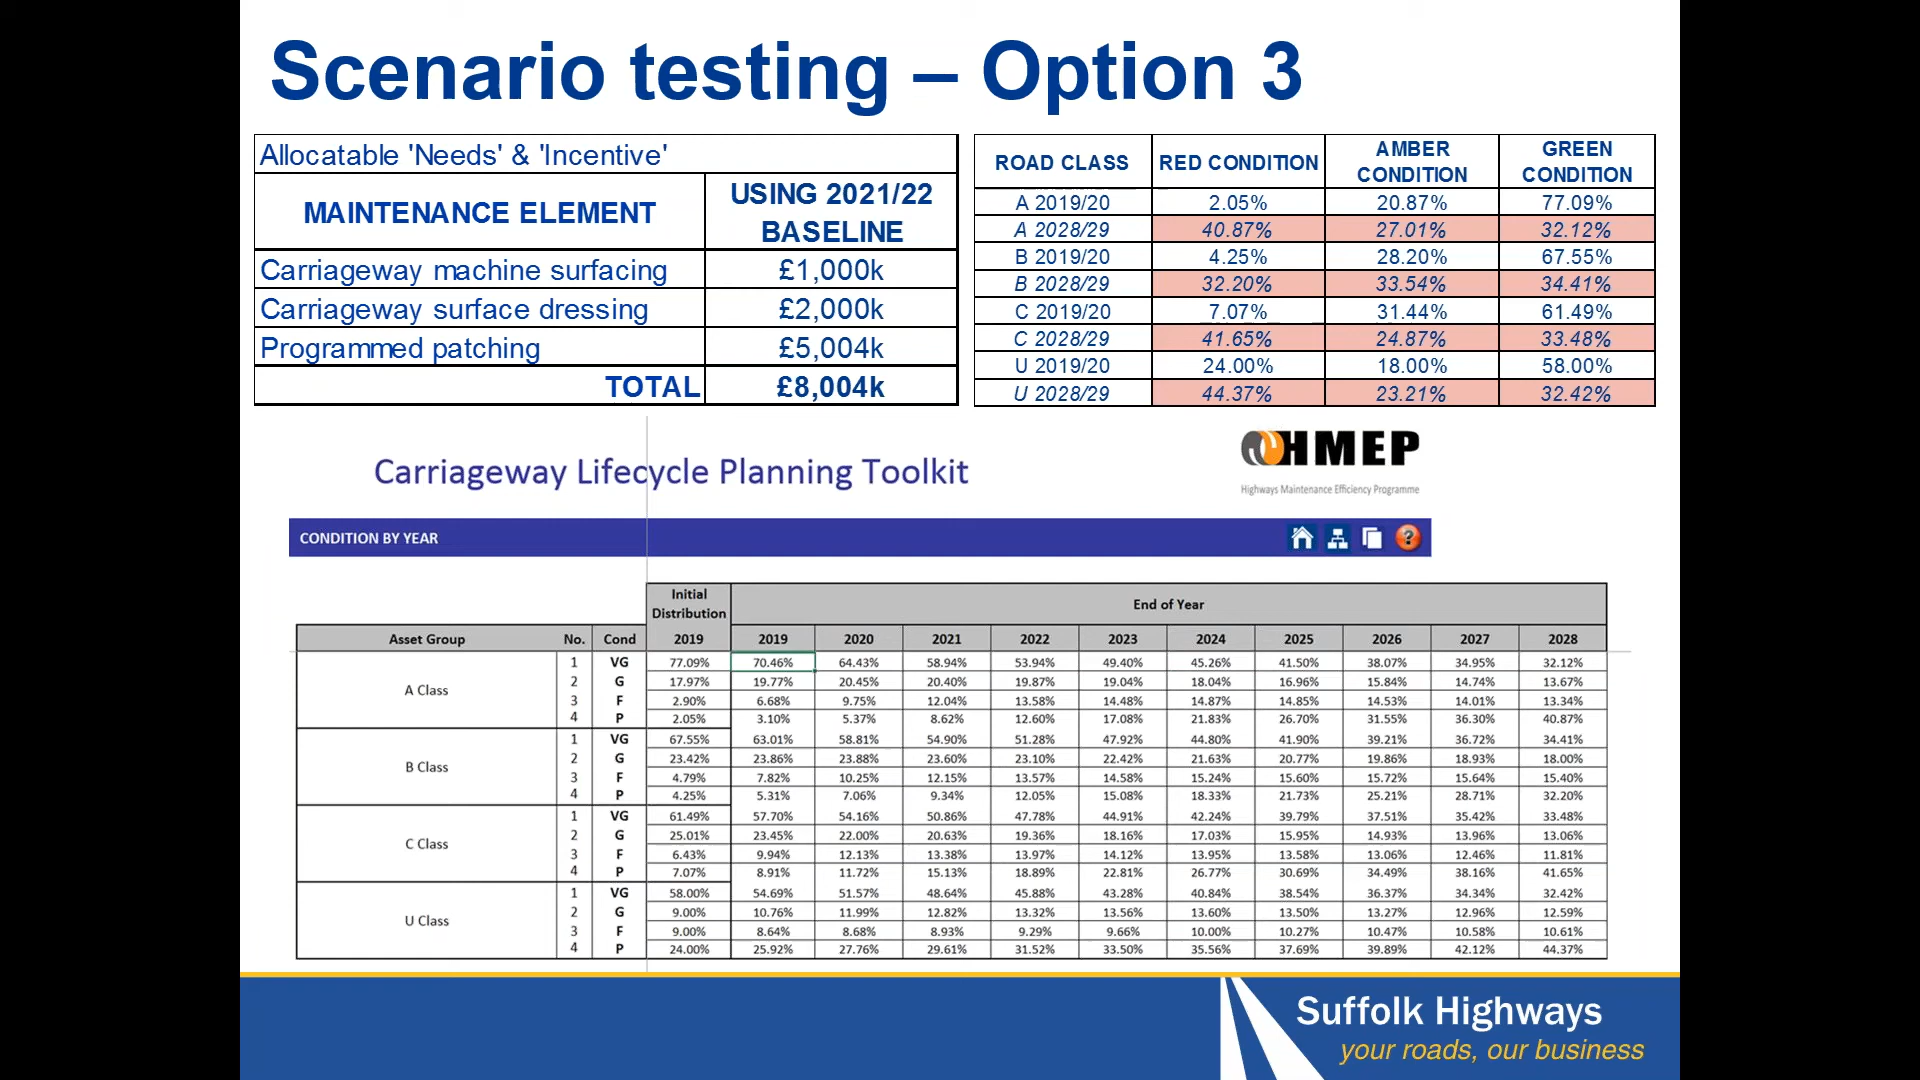 Scenario testing – Option 3
Allocatable 'Needs' & 'Incentive'
MAINTENANCE ELEMENT USING 2021/22 BASELINE
Carriageway machine surfacing £1,000k
Carriageway surface dressing £2,000k
Programmed patching £5,004k
TOTAL £8,004k
ROAD CLASS RED CONDITION AMBER CONDITION GREEN CONDITION
A 2019/20 2.05% 20.87% 77.09%
A 2028/29 40.87% 27.01% 32.12%
B 2019/20 4.25% 28.20% 67.55%
B 2028/29 32.20% 33.54% 34.41%
C 2019/20 7.07% 31.44% 61.49%
C 2028/29 41.65% 24.87% 33.48%
U 2019/20 24.00% 18.00% 58.00%
U 2028/29 44.37% 23.21% 32.42%
Carriageway Lifecycle Planning Toolkit
HMEP
Highways Maintenance Efficiency Programme
CONDITION BY YEAR
?
Initial Distribution End of Year
Asset Group No. Cond 2019 2019 2020 2021 2022 2023 2024 2025 2026 2027 2028
A Class
1 VG 77.09% 70.46% 64.43% 58.94% 53.94% 49.40% 45.26% 41.50% 38.07% 34.95% 32.12%
2 G 17.97% 19.77% 20.45% 20.40% 19.87% 19.04% 18.04% 16.96% 15.84% 14.74% 13.67%
3 F 2.90% 6.68% 9.75% 12.04% 13.58% 14.48% 14.87% 14.85% 14.53% 14.01% 13.34%
4 P 2.05% 3.10% 5.37% 8.62% 12.60% 17.08% 21.83% 26.70% 31.55% 36.30% 40.87%
B Class
1 VG 67.55% 63.01% 58.81% 54.90% 51.28% 47.92% 44.80% 41.90% 39.21% 36.72% 34.41%
2 G 23.42% 23.86% 23.88% 23.60% 23.10% 22.42% 21.63% 20.77% 19.86% 18.93% 18.00%
3 F 4.79% 7.82% 10.25% 12.15% 13.57% 14.58% 15.24% 15.60% 15.72% 15.64% 15.40%
4 P 4.25% 5.31% 7.06% 9.34% 12.05% 15.08% 18.33% 21.73% 25.21% 28.71% 32.20%
C Class
1 VG 61.49% 57.70% 54.16% 50.86% 47.78% 44.91% 42.24% 39.79% 37.51% 35.42% 33.48%
2 G 25.01% 23.45% 22.00% 20.63% 19.36% 18.16% 17.03% 15.95% 14.93% 13.96% 13.06%
3 F 6.43% 9.94% 12.13% 13.38% 13.97% 14.12% 13.95% 13.58% 13.06% 12.46% 11.81%
4 P 7.07% 8.91% 11.72% 15.13% 18.89% 22.81% 26.77% 30.69% 34.49% 38.16% 41.65%
U Class
1 VG 58.00% 54.69% 51.57% 48.64% 45.88% 43.28% 40.84% 38.54% 36.37% 34.34% 32.42%
2 G 9.00% 10.76% 11.99% 12.82% 13.32% 13.56% 13.60% 13.50% 13.27% 12.96% 12.59%
3 F 9.00% 8.64% 8.68% 8.93% 9.29% 9.66% 10.00% 10.27% 10.47% 10.58% 10.61%
4 P 24.00% 25.92% 27.76% 29.61% 31.52% 33.50% 35.56% 37.69% 39.89% 42.12% 44.37%
Suffolk Highways
your roads, our business